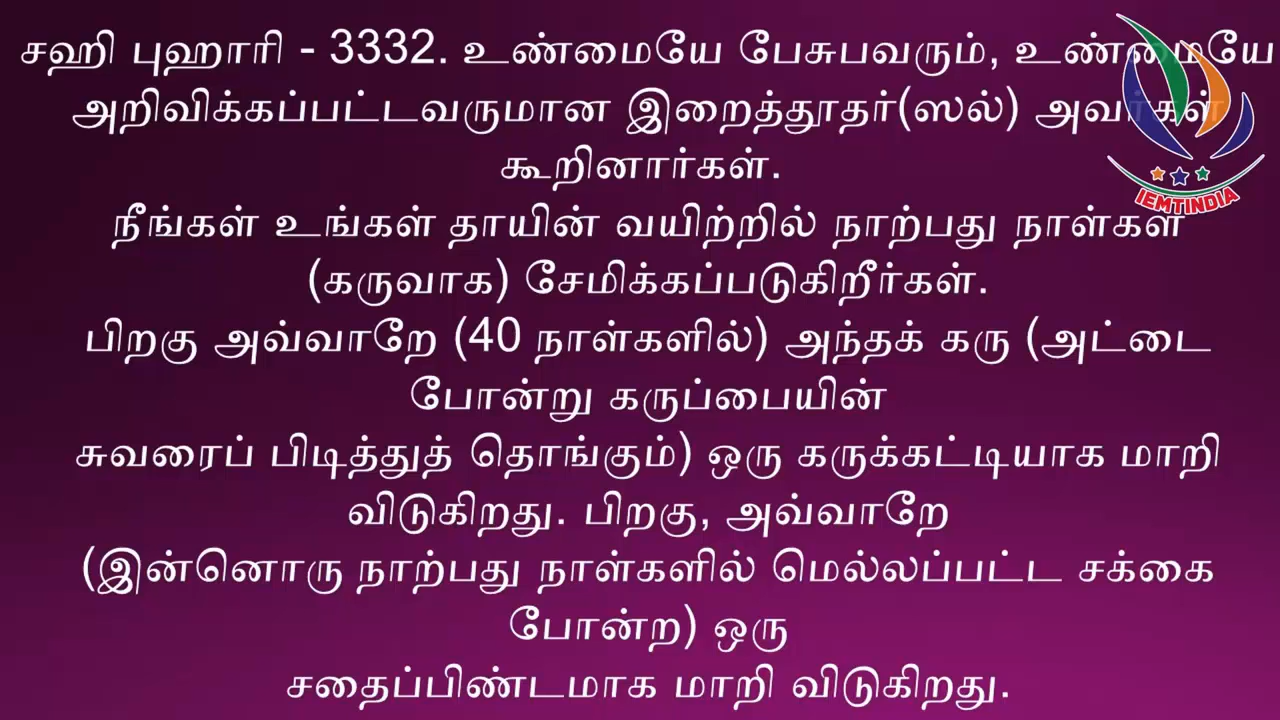 சஹி புஹாரி - 3332. உண்மையே பேசுபவரும், உண்மையே
அறிவிக்கப்பட்டவருமான இறைத்தூதர்(ஸல்) அவர்கள்
கூறினார்கள்.
நீங்கள் உங்கள் தாயின் வயிற்றில் நாற்பது நாள்கள்
(கருவாக) சேமிக்கப்படுகிறீர்கள்.
பிறகு அவ்வாறே (40 நாள்களில்) அந்தக் கரு (அட்டை
போன்று கருப்பையின்
சுவரைப் பிடித்துத் தொங்கும்) ஒரு கருக்கட்டியாக மாறி
விடுகிறது. பிறகு, அவ்வாறே
(இன்னொரு நாற்பது நாள்களில் மெல்லப்பட்ட சக்கை
போன்ற) ஒரு
சதைப்பிண்டமாக மாறி விடுகிறது.
IEMTINDIA